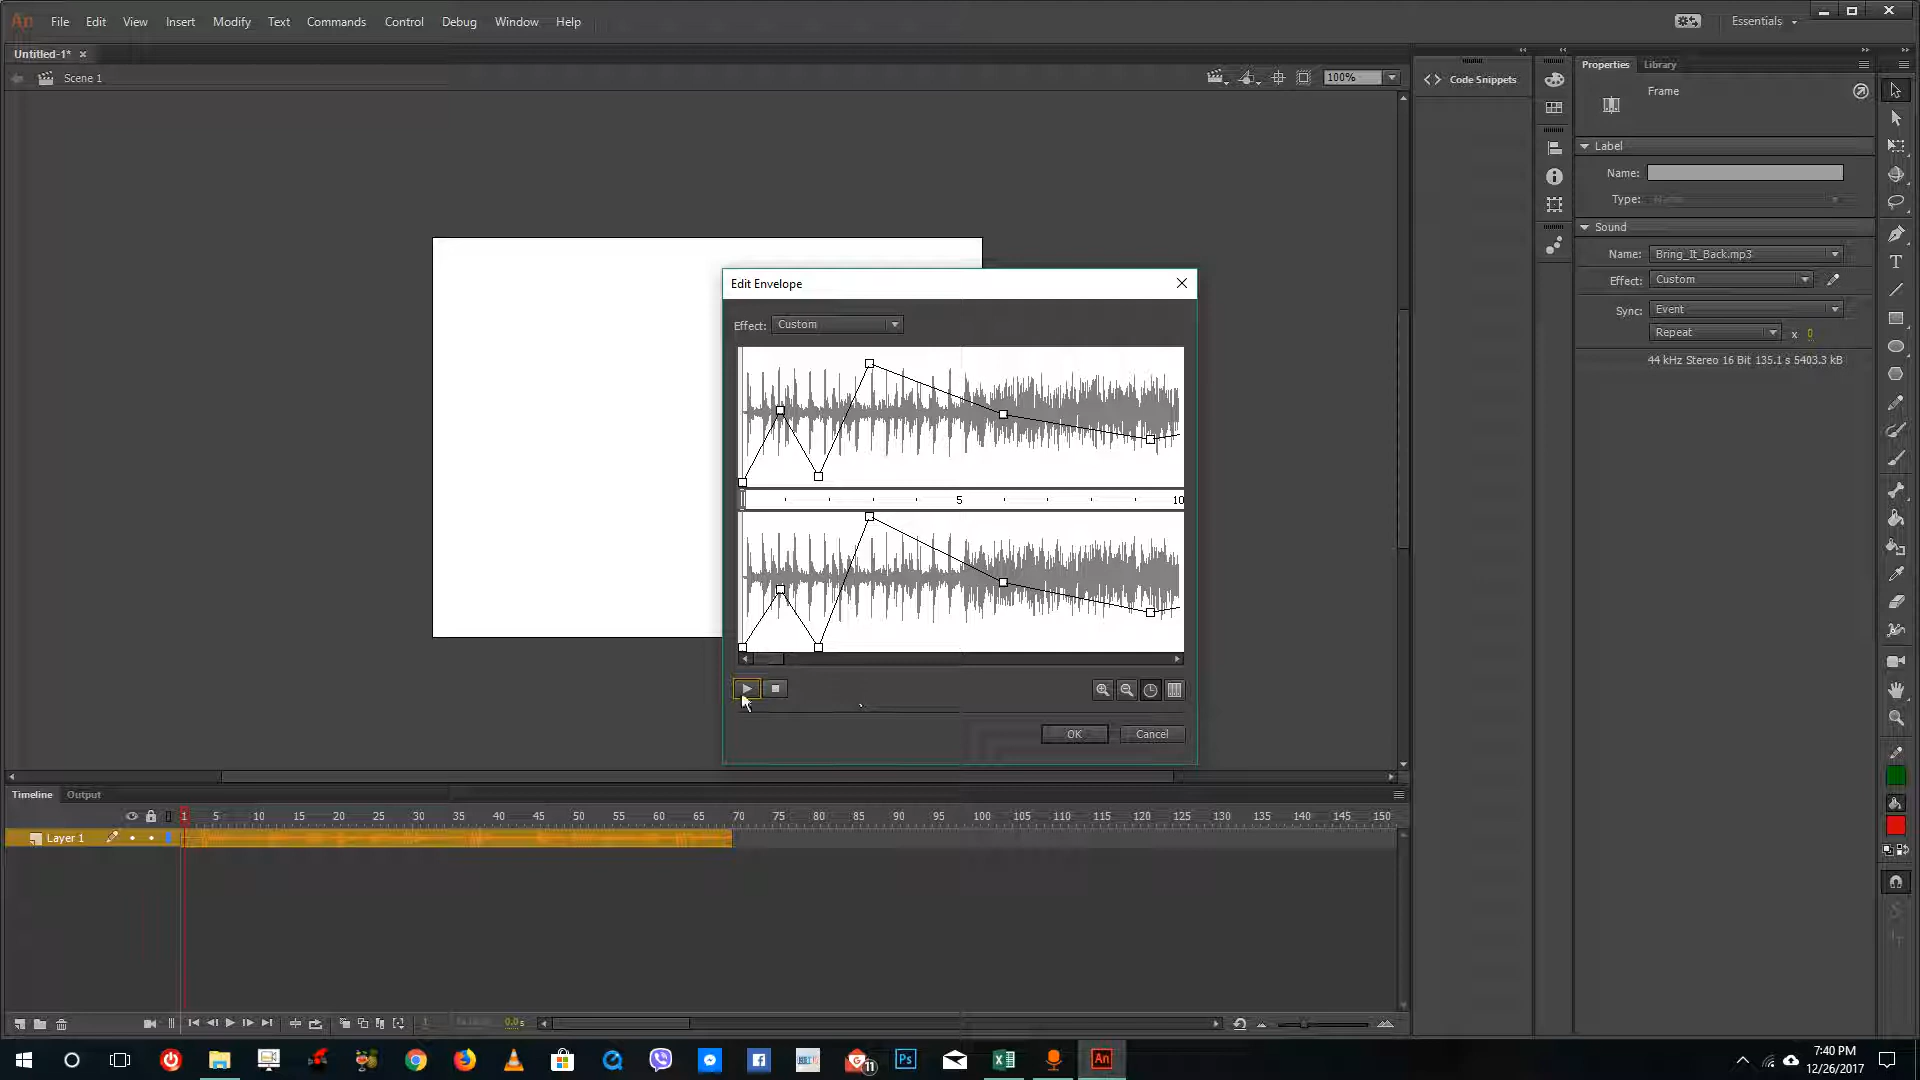 An File Edit View Insert Modify Text Commands Control Debug Window Help Essentials
Untitled-1*
Scene 1 100%
Code Snippets
Properties Library
Frame
Label
Name:
Type:
Sound
Name: Bring_It_Back.mp3
Effect: Custom
Sync: Event
Repeat x 0
44 kHz Stereo 16 Bit 135.1 s 5403.3 kB
Edit Envelope
Effect: Custom
5 10
OK Cancel
Timeline Output
1 5 10 15 20 25 30 35 40 45 50 55 60 65 70 75 80 85 90 95 100 105 110 115 120 125 130 135 140 145 150
Layer 1
1 0.0s
11 Ps An
7:40 PM
12/26/2017